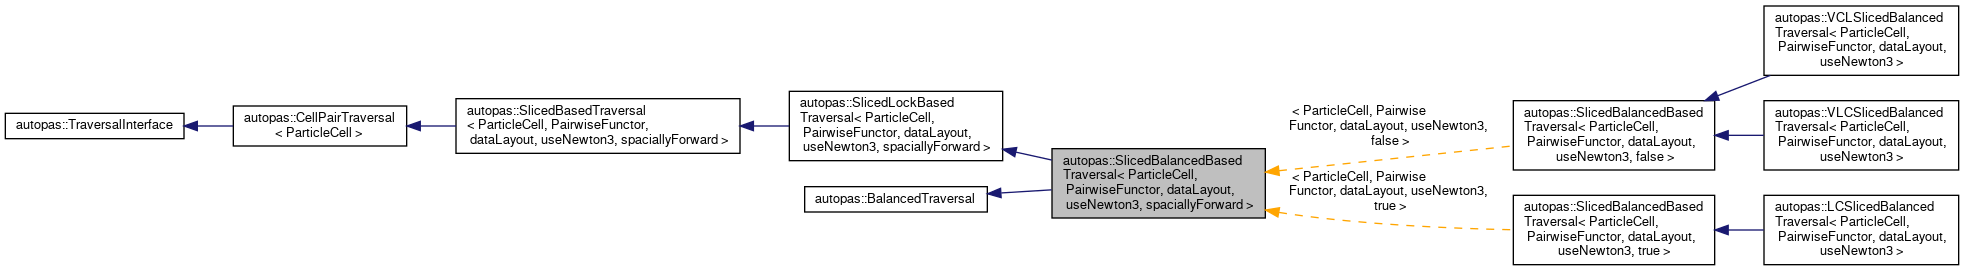 autopas::TraversalInterface
autopas::CellPairTraversal
< ParticleCell >
autopas::SlicedBasedTraversal
< ParticleCell, PairwiseFunctor,
dataLayout, useNewton3, spaciallyForward >
autopas::SlicedLockBased
Traversal< ParticleCell,
PairwiseFunctor, dataLayout,
useNewton3, spaciallyForward >
autopas::BalancedTraversal
autopas::SlicedBalancedBased
Traversal< ParticleCell,
PairwiseFunctor, dataLayout,
useNewton3, spaciallyForward >
< ParticleCell, Pairwise
Functor, dataLayout, useNewton3,
false >
< ParticleCell, Pairwise
Functor, dataLayout, useNewton3,
true >
autopas::SlicedBalancedBased
Traversal< ParticleCell,
PairwiseFunctor, dataLayout,
useNewton3, false >
autopas::SlicedBalancedBased
Traversal< ParticleCell,
PairwiseFunctor, dataLayout,
useNewton3, true >
autopas::VCLSlicedBalanced
Traversal< ParticleCell,
PairwiseFunctor, dataLayout,
useNewton3 >
autopas::VLCSlicedBalanced
Traversal< ParticleCell,
PairwiseFunctor, dataLayout,
useNewton3 >
autopas::LCSlicedBalanced
Traversal< ParticleCell,
PairwiseFunctor, dataLayout,
useNewton3 >